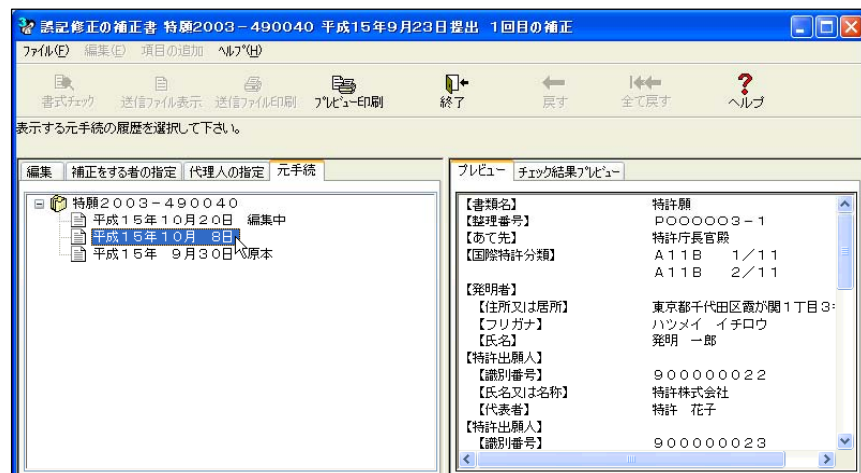 誤記修正の補正書 特願2003－490040 平成15年9月23日提出 1回目の補正
ファイル(F) 編集(E) 項目の追加 ヘルプ(H)
書式チェック 送信ファイル表示 送信ファイル印刷 プレビュー印刷 終了 戻す 全て戻す ヘルプ
表示する元手続の履歴を選択して下さい。
編集 補正をする者の指定 代理人の指定 元手続
特願２００３－４９００４０
平成１５年１０月２０日 編集中
平成１５年１０月 ８日
平成１５年 ９月３０日 原本
プレビュー チェック結果プレビュー
【書類名】 特許願
【整理番号】 Ｐ０００００３－１
【あて先】 特許庁長官殿
【国際特許分類】 Ａ１１Ｂ １／１１
Ａ１１Ｂ ２／１１
【発明者】
【住所又は居所】 東京都千代田区霞が関１丁目３
【フリガナ】 ハツメイ イチロウ
【氏名】 発明 一郎
【特許出願人】
【識別番号】 ９０００００００２２
【氏名又は名称】 特許株式会社
【代表者】 特許 花子
【特許出願人】
【識別番号】 ９００００００２３